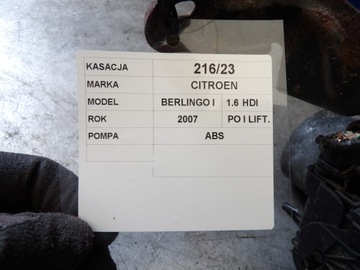 KASACJA 216/23
MARKA CITROEN
MODEL BERLINGO I 1.6 HDI
ROK 2007 PO I LIFT.
POMPA ABS